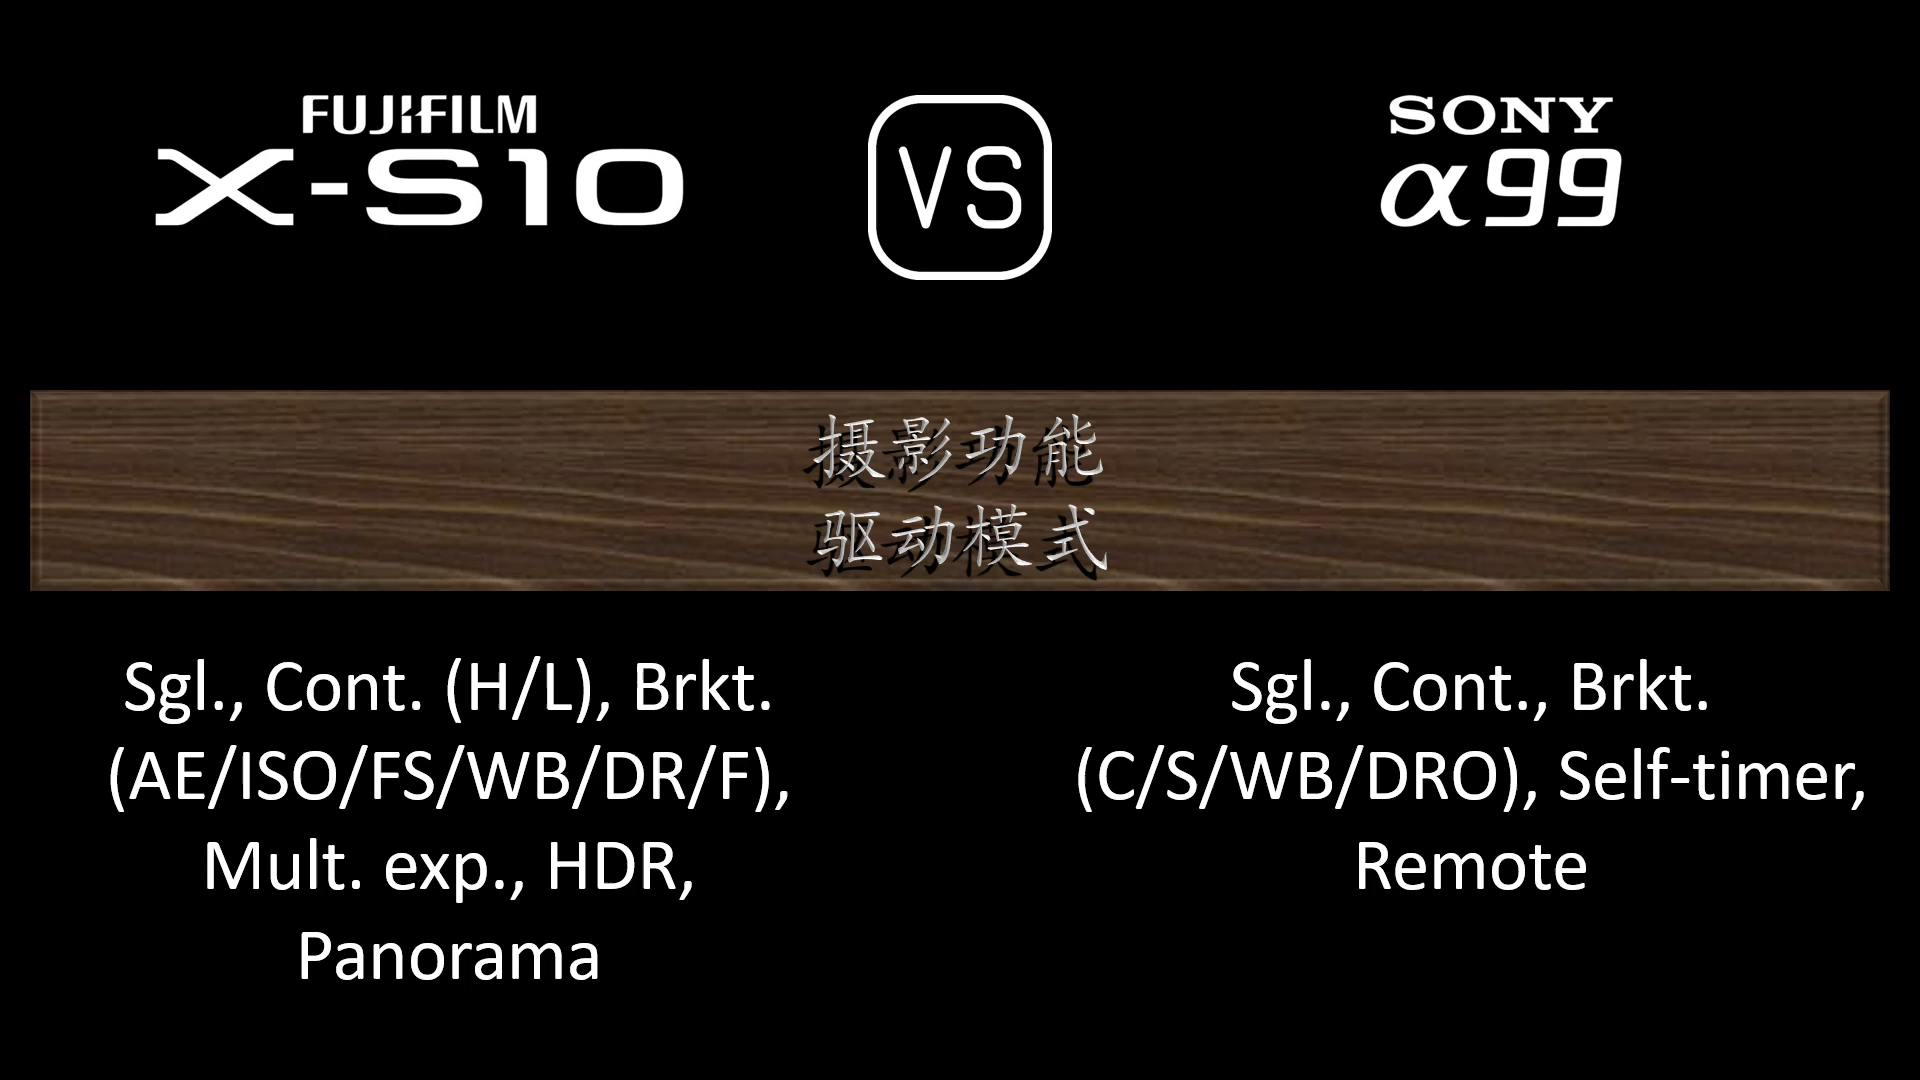 FUJIFILM
X-S10
VS
SONY
α99
摄影功能
驱动模式
Sgl., Cont. (H/L), Brkt.
(AE/ISO/FS/WB/DR/F),
Mult. exp., HDR,
Panorama
Sgl., Cont., Brkt.
(C/S/WB/DRO), Self-timer,
Remote